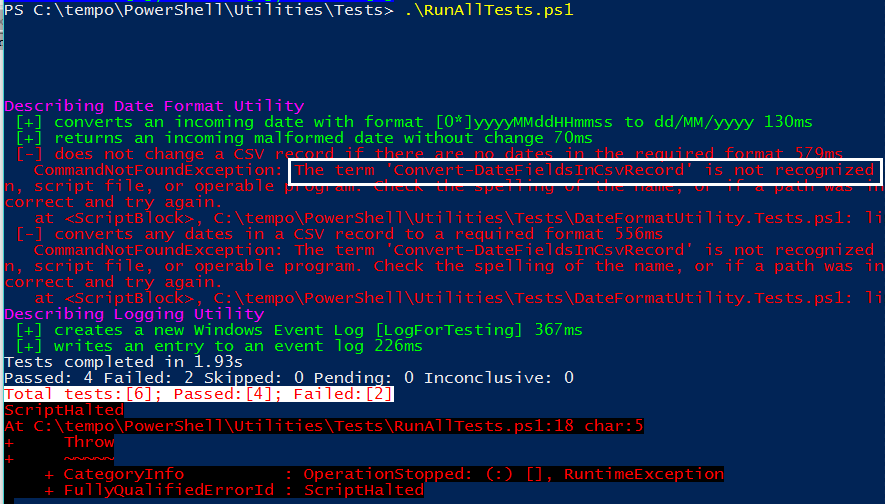 PS C:\tempo\PowerShell\Utilities\Tests> .\RunAllTests.ps1
Describing Date Format Utility
[+] converts an incoming date with format [0*]yyyyMMddHHmmss to dd/MM/yyyy 130ms
[+] returns an incoming malformed date without change 70ms
[-] does not change a CSV record if there are no dates in the required format 579ms
CommandNotFoundException: The term 'Convert-DateFieldsInCsvRecord' is not recognized
n, script file, or operable program. Check the spelling of the name, or if a path was in
correct and try again.
at <ScriptBlock>, C:\tempo\PowerShell\Utilities\Tests\DateFormatUtility.Tests.ps1: li
[-] converts any dates in a CSV record to a required format 556ms
CommandNotFoundException: The term 'Convert-DateFieldsInCsvRecord' is not recognized
n, script file, or operable program. Check the spelling of the name, or if a path was in
correct and try again.
at <ScriptBlock>, C:\tempo\PowerShell\Utilities\Tests\DateFormatUtility.Tests.ps1: li
Describing Logging Utility
[+] creates a new Windows Event Log [LogForTesting] 367ms
[+] writes an entry to an event log 226ms
Tests completed in 1.93s
Passed: 4 Failed: 2 Skipped: 0 Pending: 0 Inconclusive: 0
Total tests:[6]; Passed:[4]; Failed:[2]
ScriptHalted
At C:\tempo\PowerShell\Utilities\Tests\RunAllTests.ps1:18 char:5
+     Throw
+     ~~~~~
+ CategoryInfo          : OperationStopped: (:) [], RuntimeException
+ FullyQualifiedErrorId : ScriptHalted